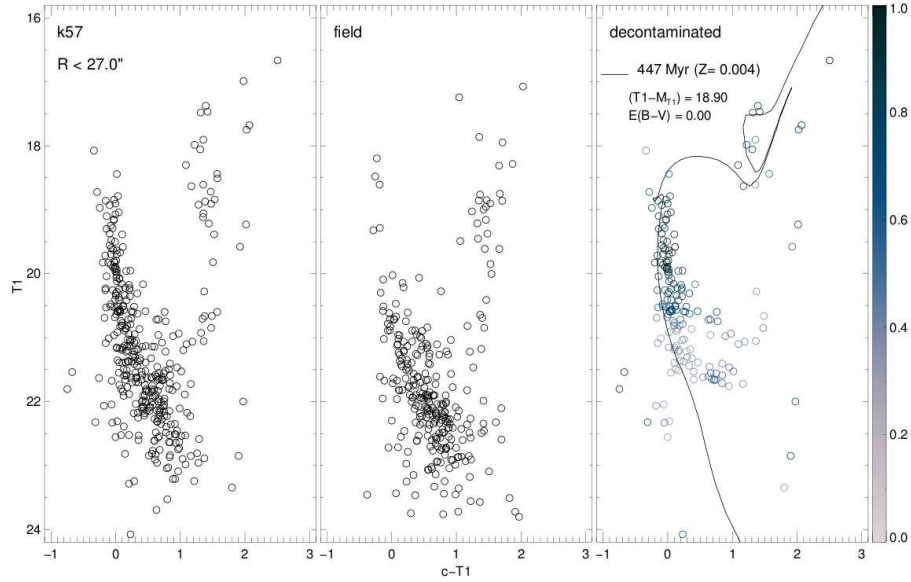 k57
R < 27.0"
field
decontaminated
447 Myr (Z= 0.004)
(T1−M_T1) = 18.90
E(B−V) = 0.00
16
18
20
22
24
T1
−1 0 1 2 3
−1 0 1 2 3
−1 0 1 2 3
c−T1
1.0
0.8
0.6
0.4
0.2
0.0